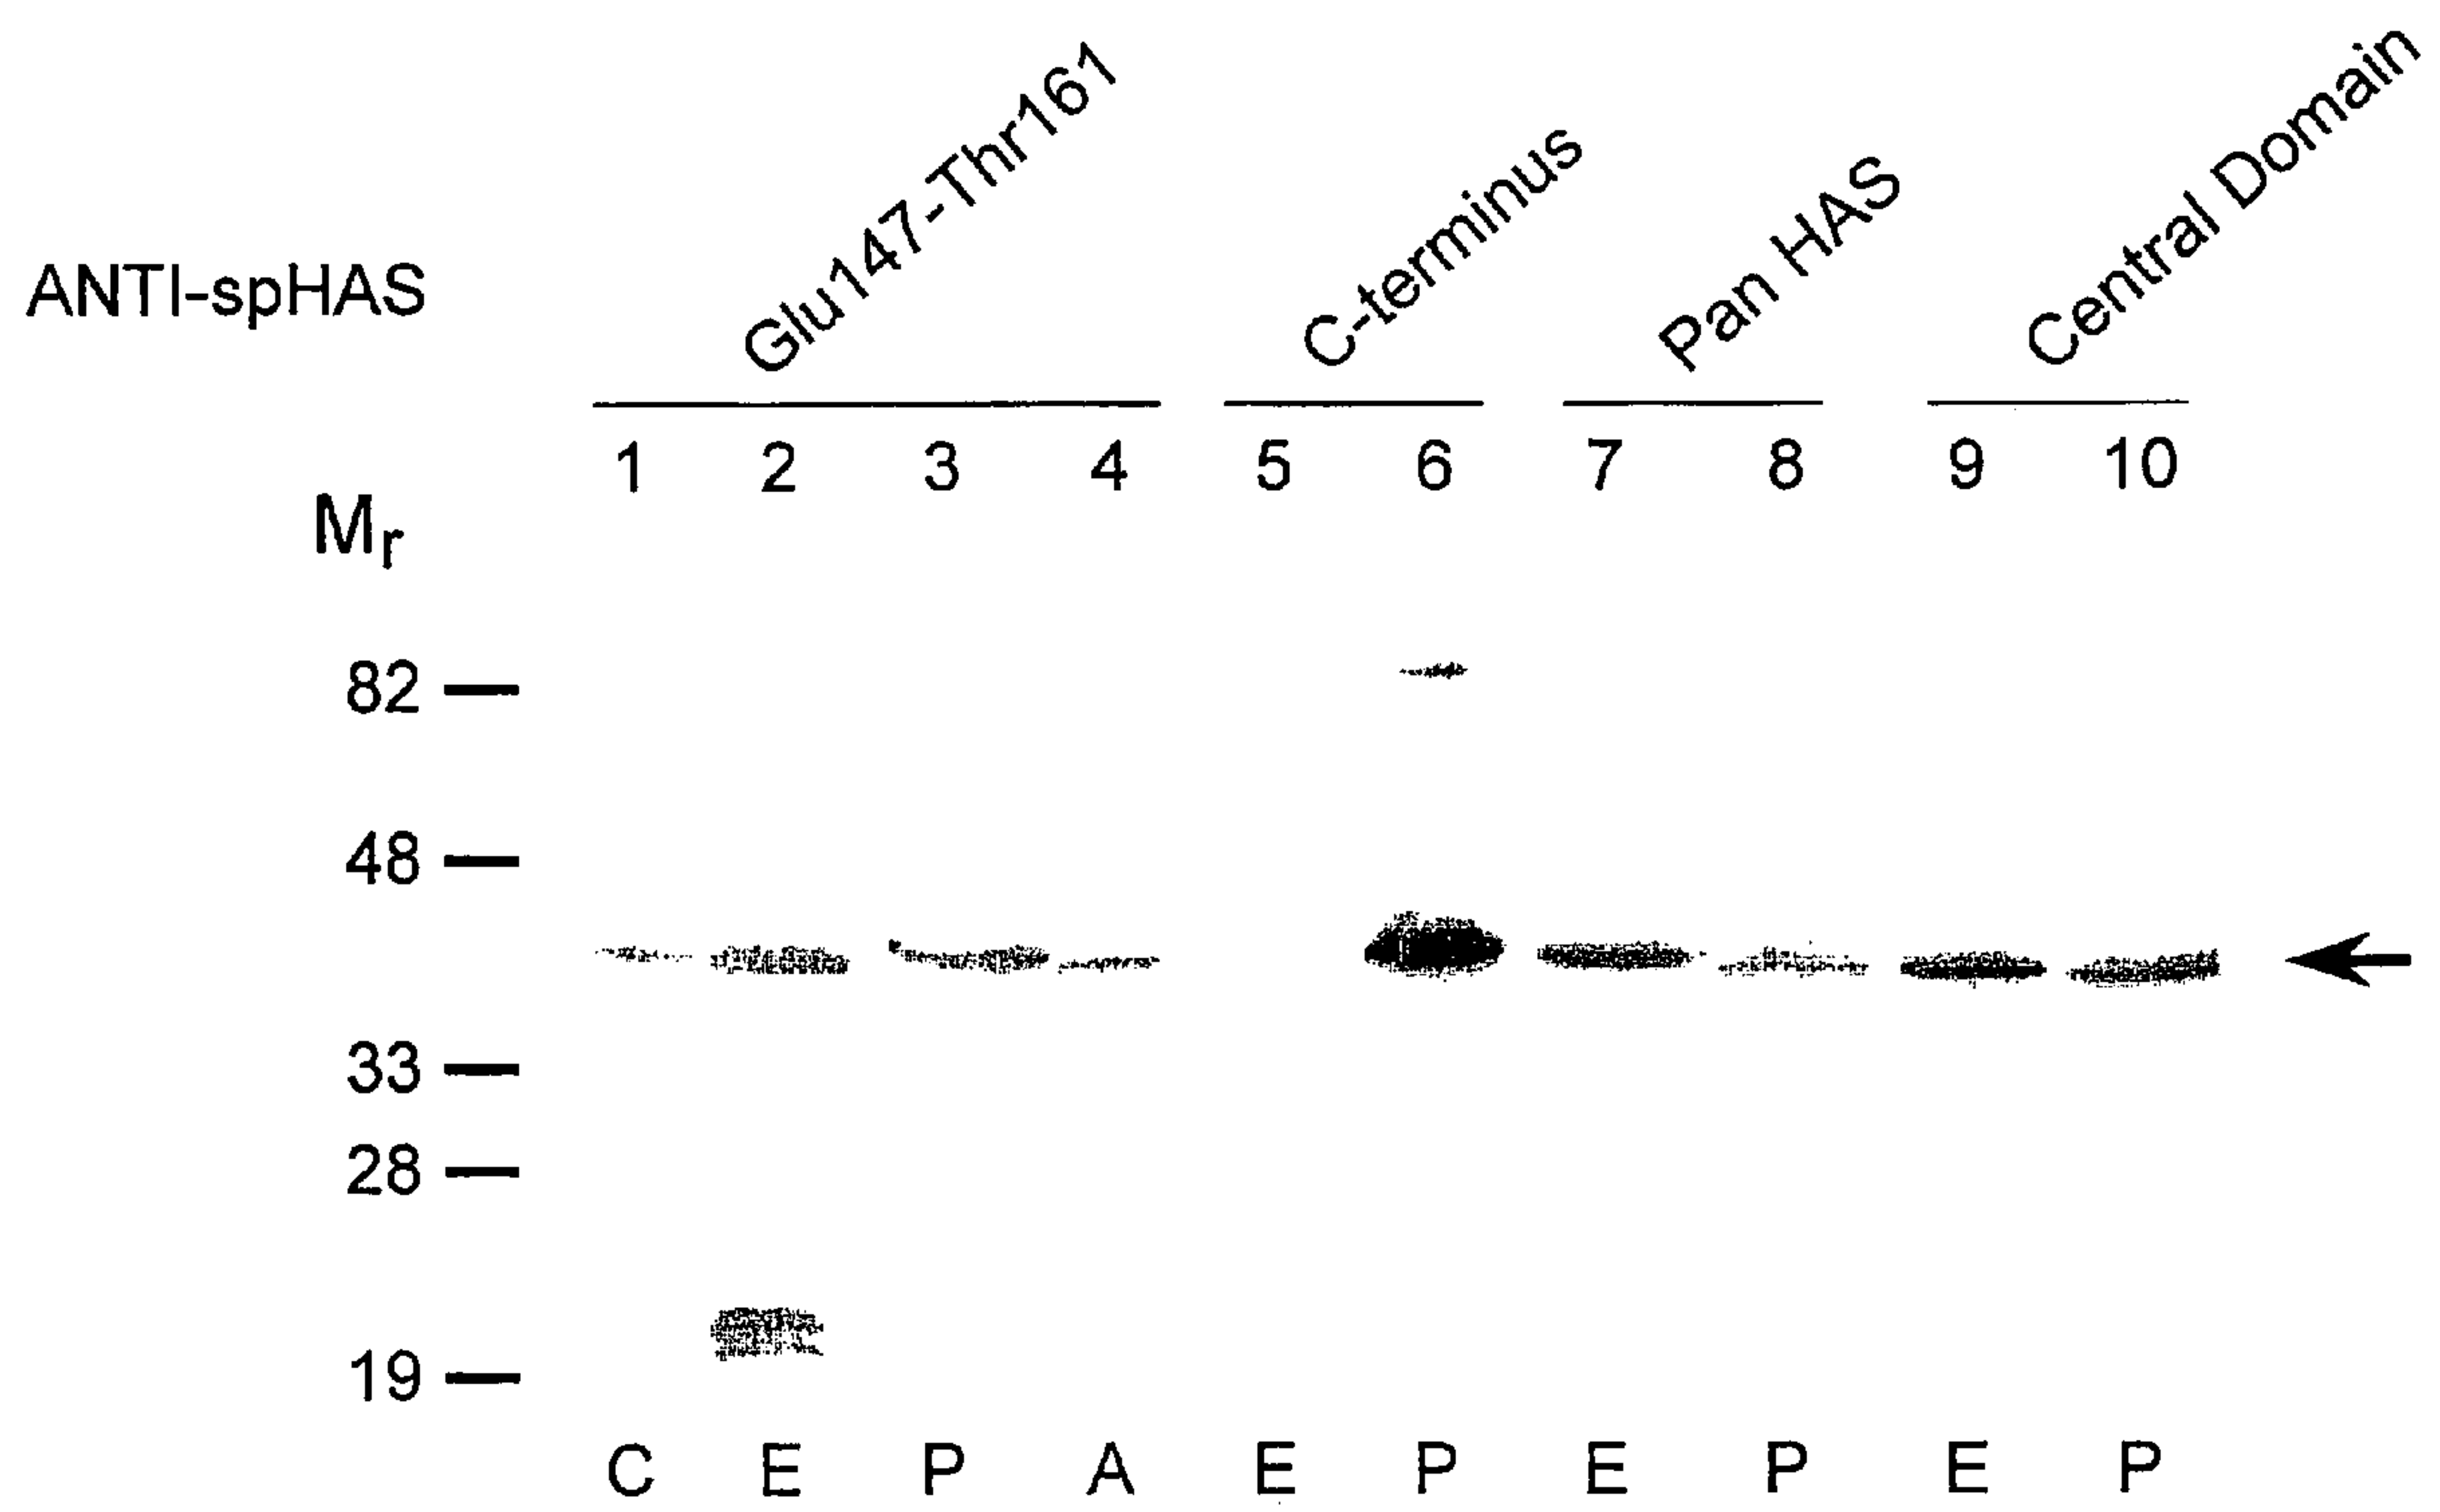 ANTI-spHAS
Glu147-Thr161
C-terminus
Pan HAS
Central Domain
1 2 3 4 5 6 7 8 9 10
Mr
82
48
33
28
19
C E P A E P E P E P